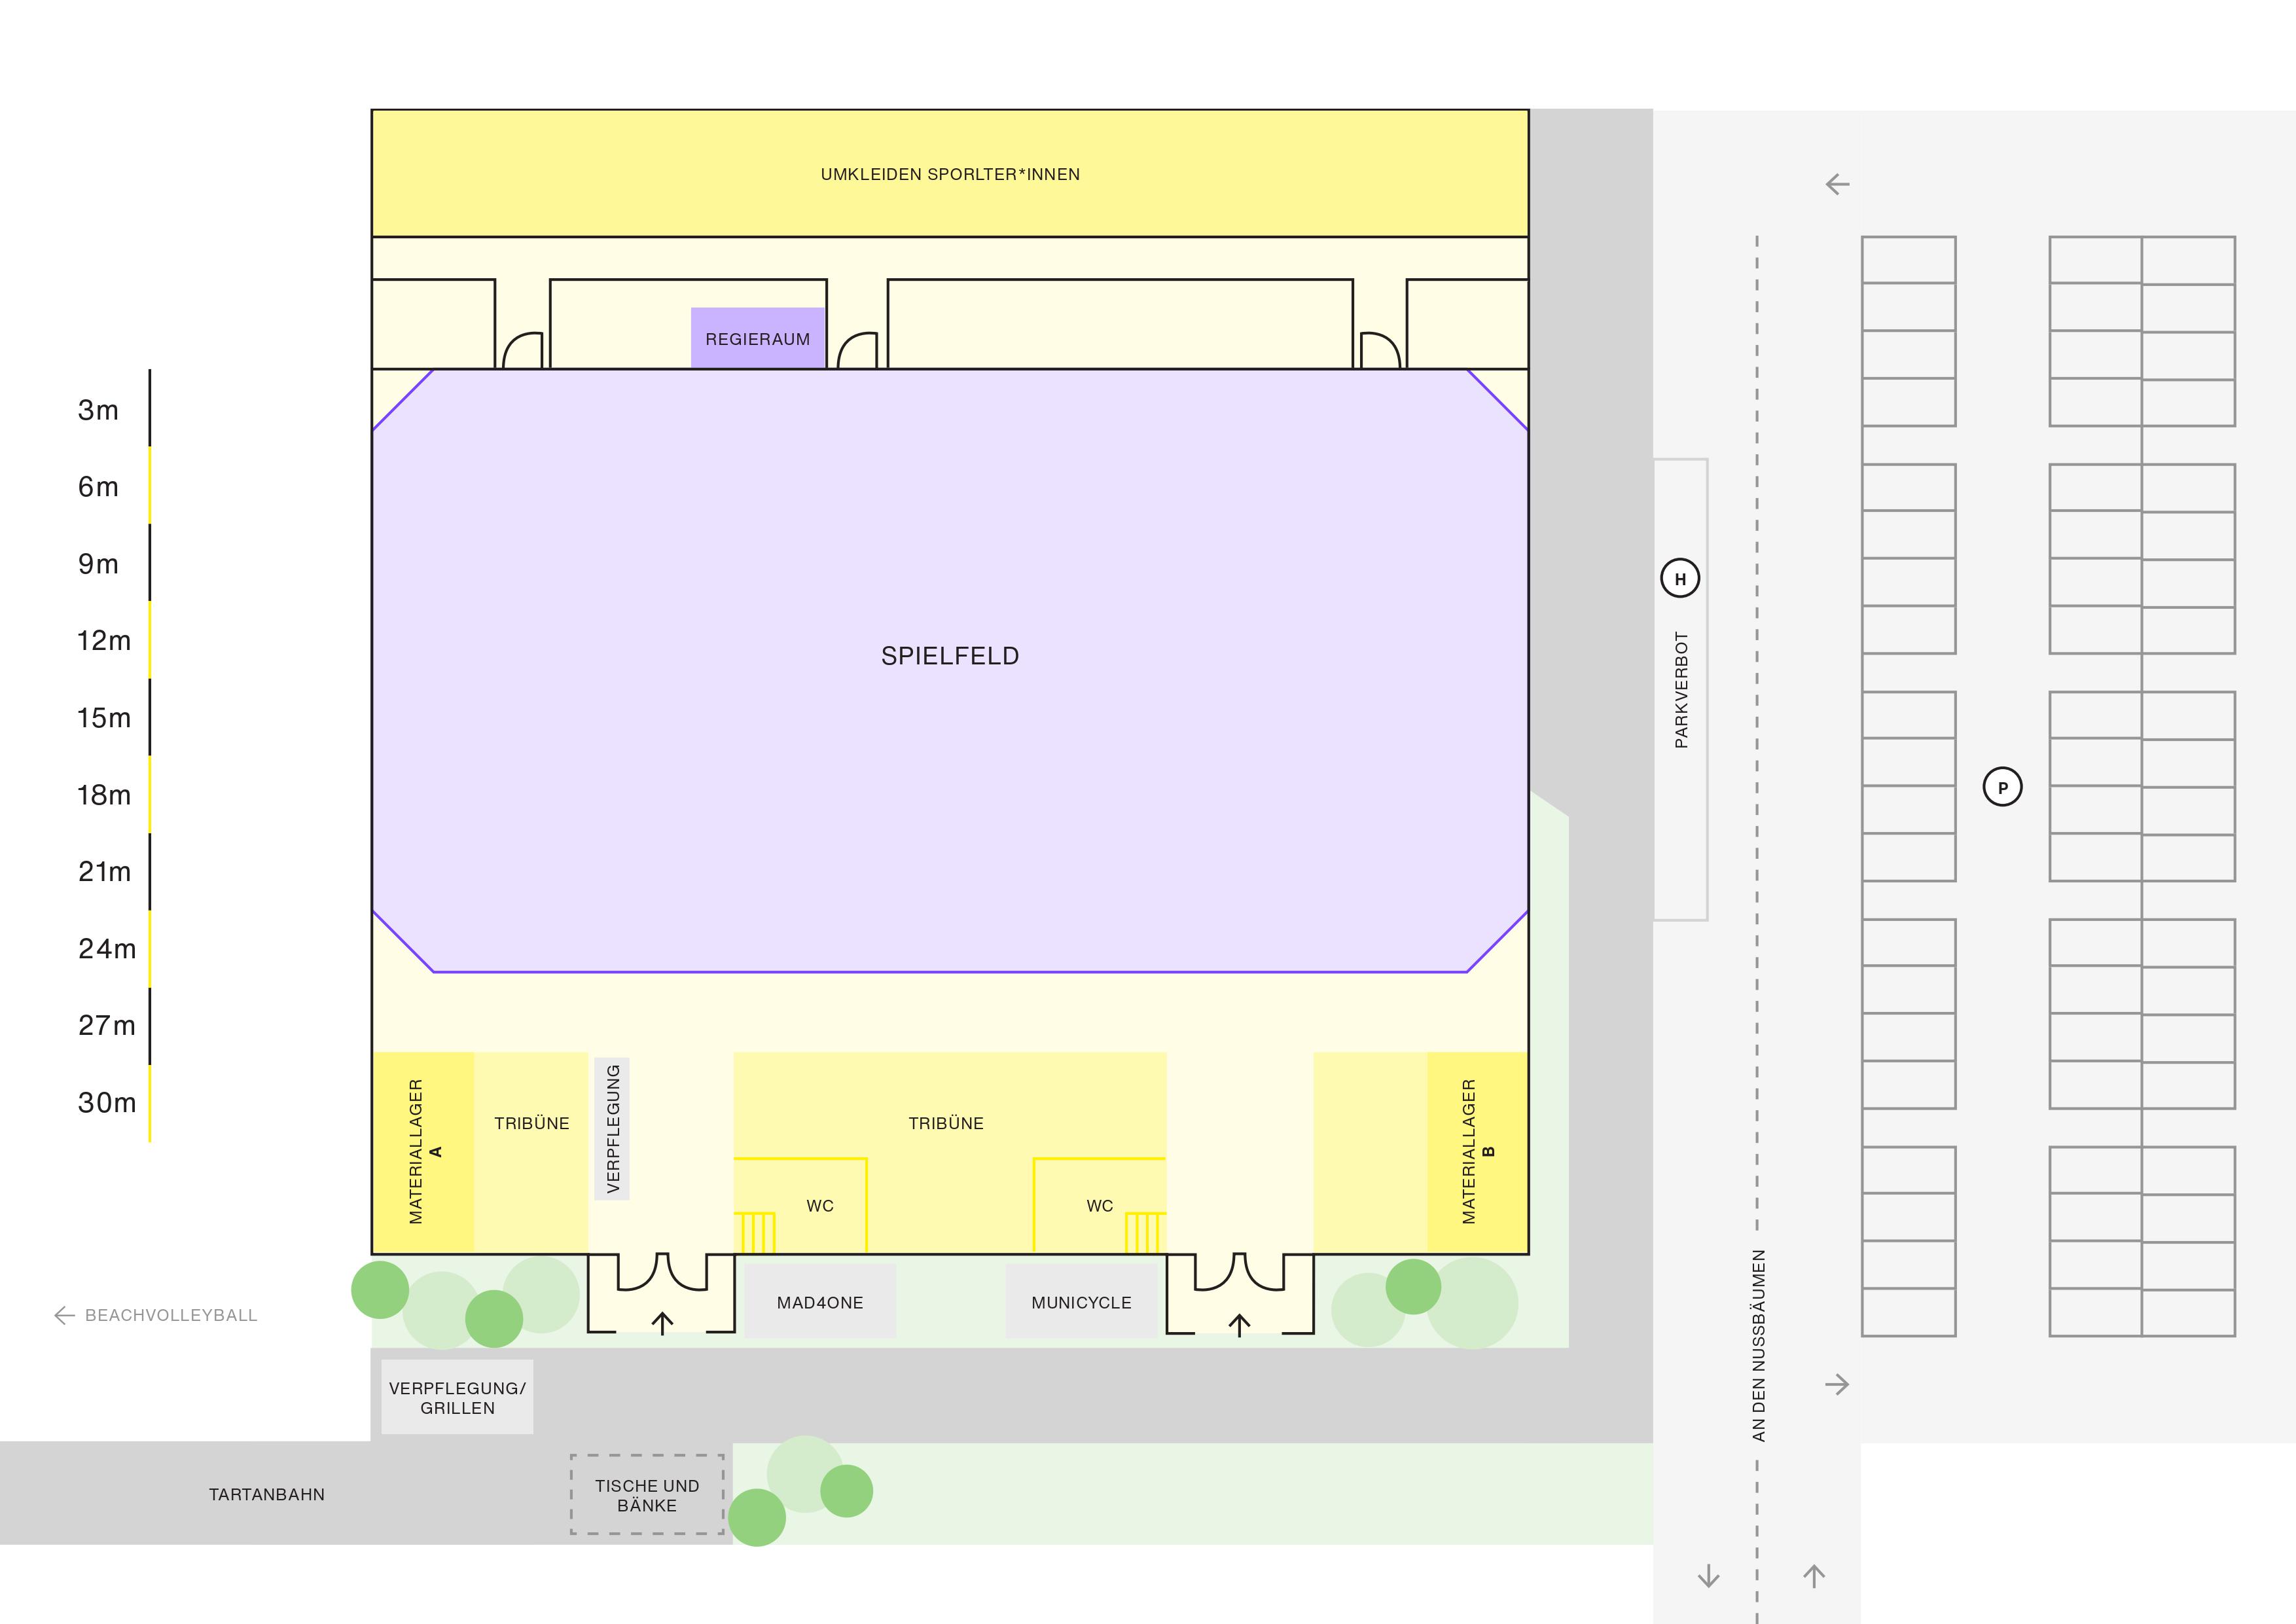 UMKLEIDEN SPORLTER*INNEN
REGIERAUM
3m
6m
9m
12m
15m
18m
21m
24m
27m
30m
SPIELFELD
H
PARKVERBOT
P
MATERIALLAGER
A
TRIBÜNE
VERPFLEGUNG
TRIBÜNE
WC
WC
MATERIALLAGER
B
MAD4ONE
MUNICYCLE
BEACHVOLLEYBALL
VERPFLEGUNG/
GRILLEN
AN DEN NUSSBÄUMEN
TARTANBAHN
TISCHE UND
BÄNKE